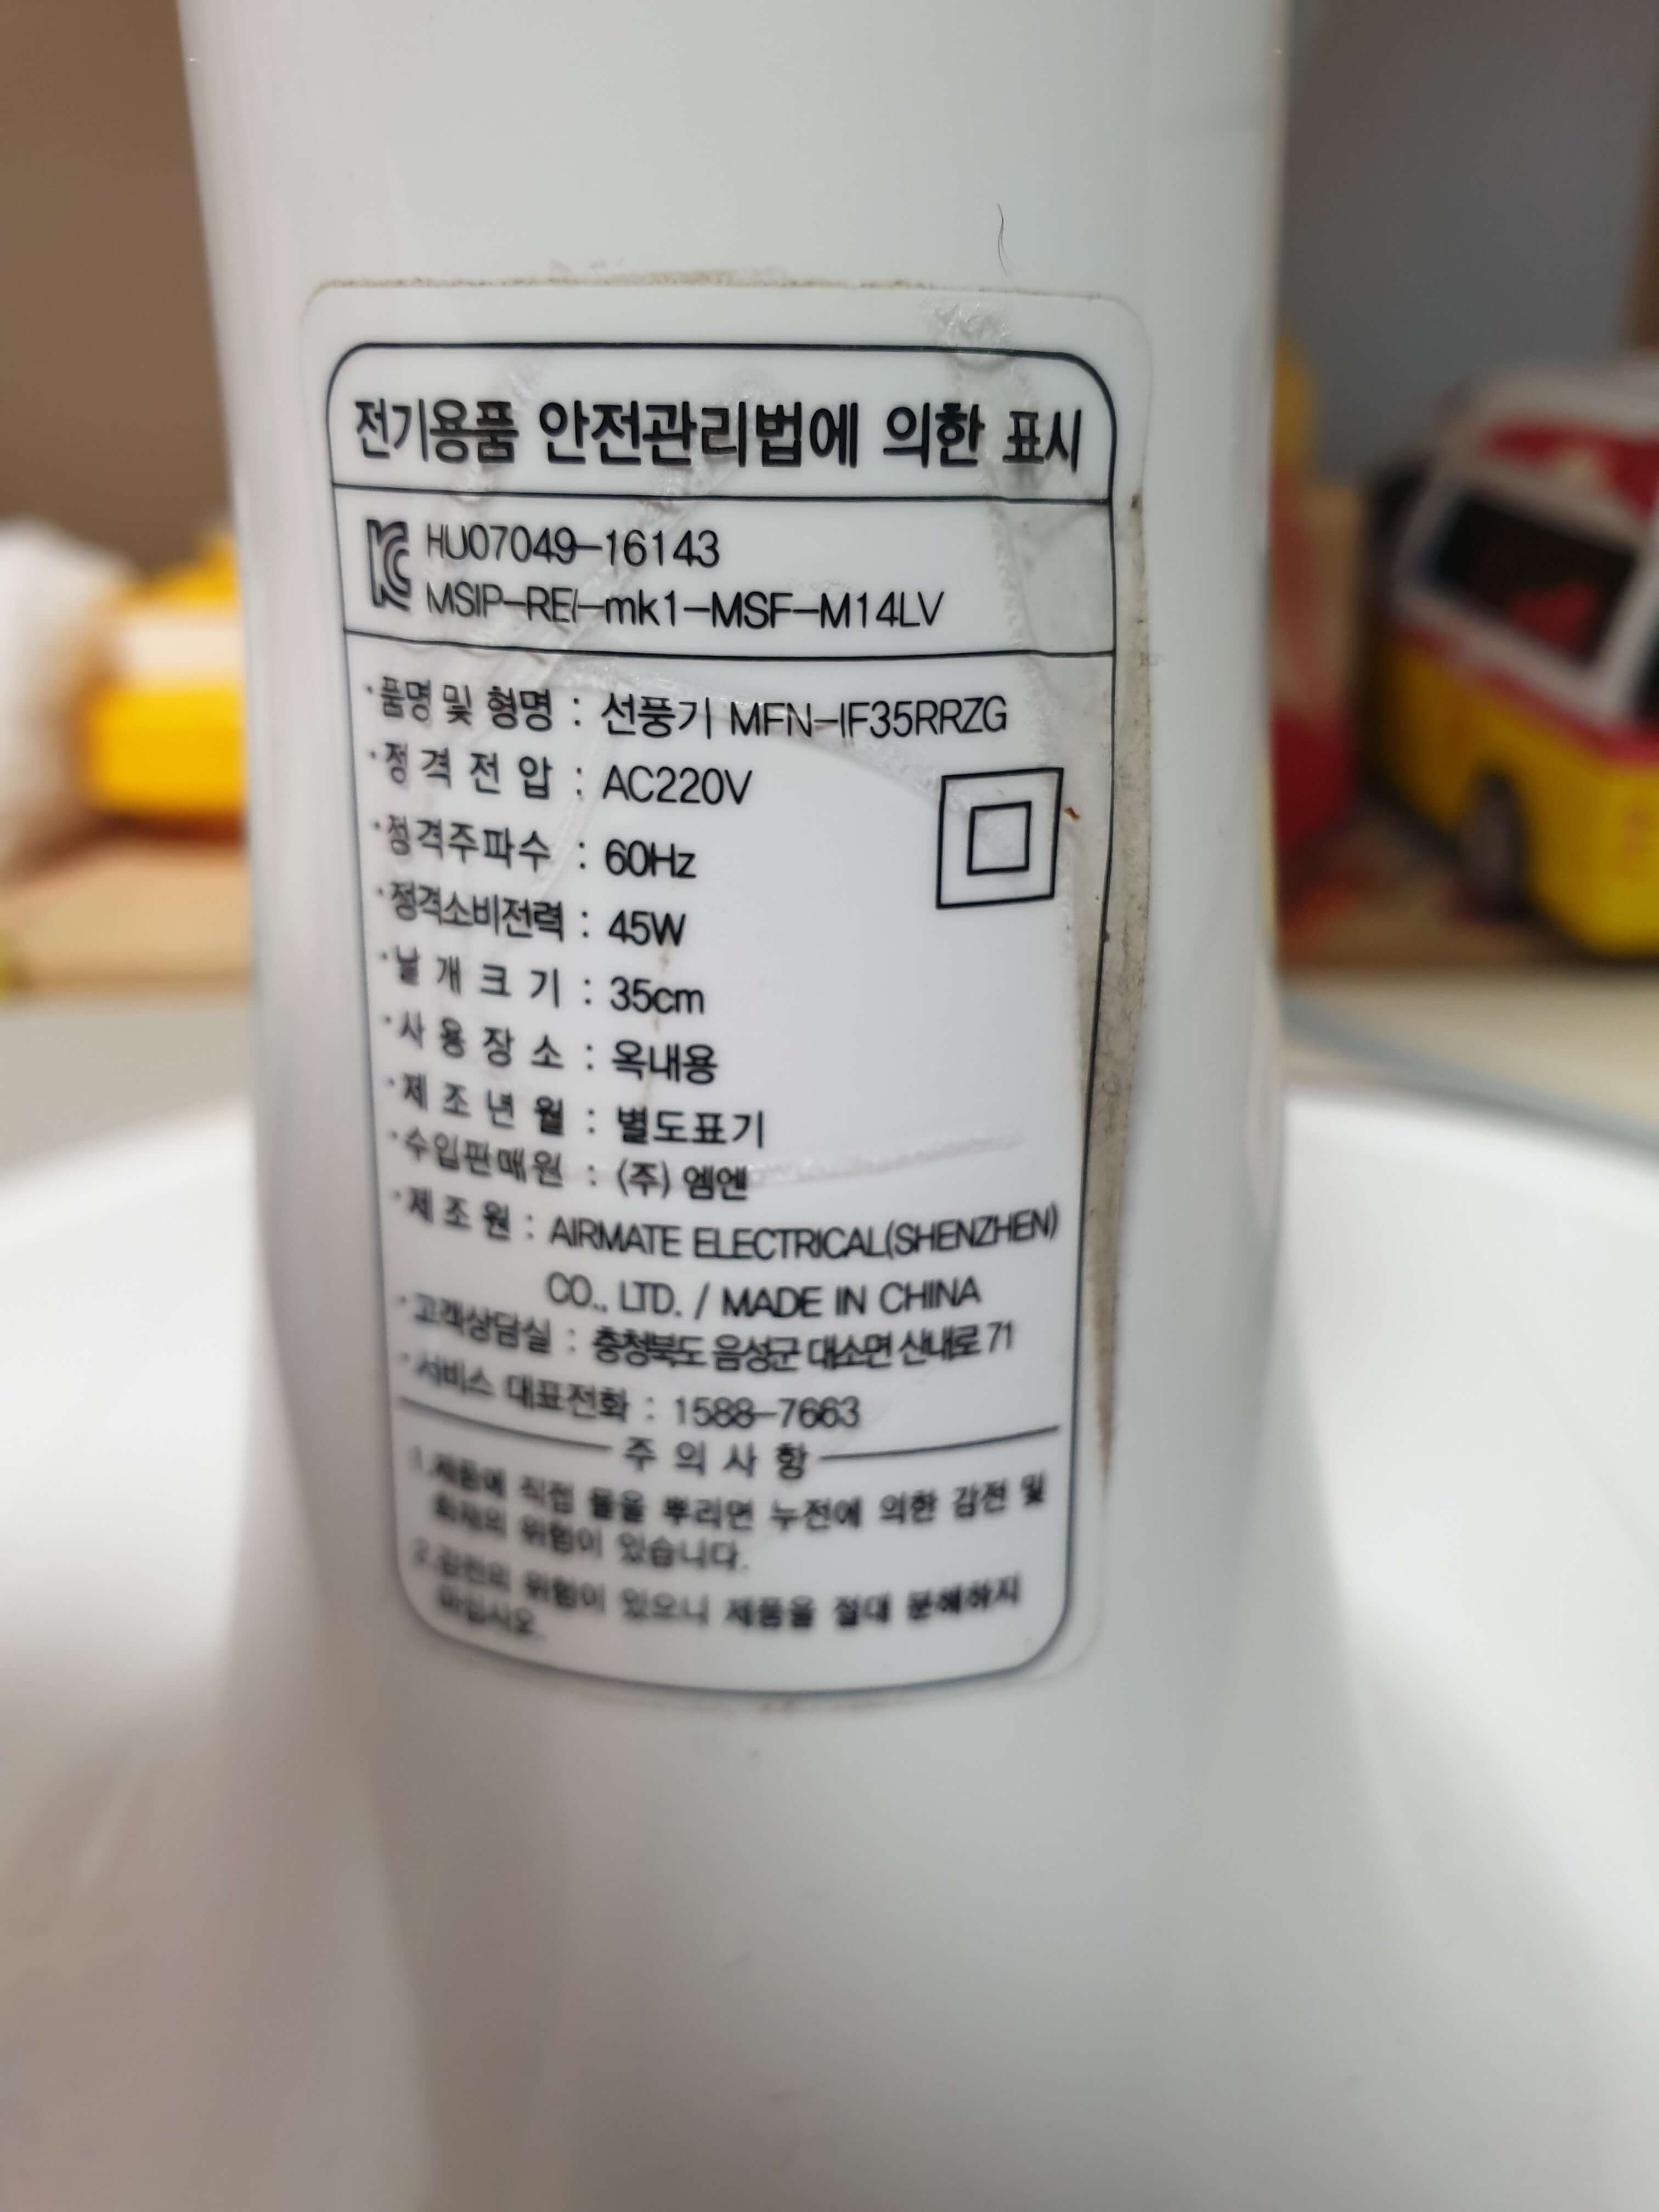 전기용품 안전관리법에 의한 표시
HU07049-16143
MSIP-REI-mk1-MSF-M14LV
·품명 및 형명 : 선풍기 MFN-IF35RRZG
·정격전압 : AC220V
·정격주파수 : 60Hz
·정격소비전력 : 45W
·날개크기 : 35cm
·사용장소 : 옥내용
·제조년월 : 별도표기
·수입판매원 : (주) 엠엔
·제조원 : AIRMATE ELECTRICAL(SHENZHEN)
CO., LTD. / MADE IN CHINA
·고객상담실 : 충청북도 음성군 대소면 산내로 71
·서비스 대표전화 : 1588-7663
주의사항
1.제품에 직접 물을 뿌리면 누전에 의한 감전 및
화재의 위험이 있습니다.
2.감전의 위험이 있으니 제품을 절대 분해하지
마십시오.